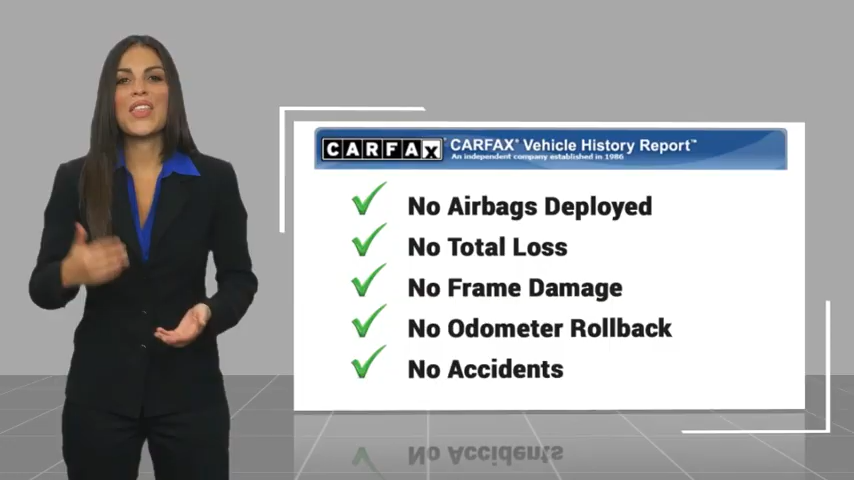 CARFAX
CARFAX® Vehicle History Report™
An independent company established in 1986
No Airbags Deployed
No Total Loss
No Frame Damage
No Odometer Rollback
No Accidents
No Accidents